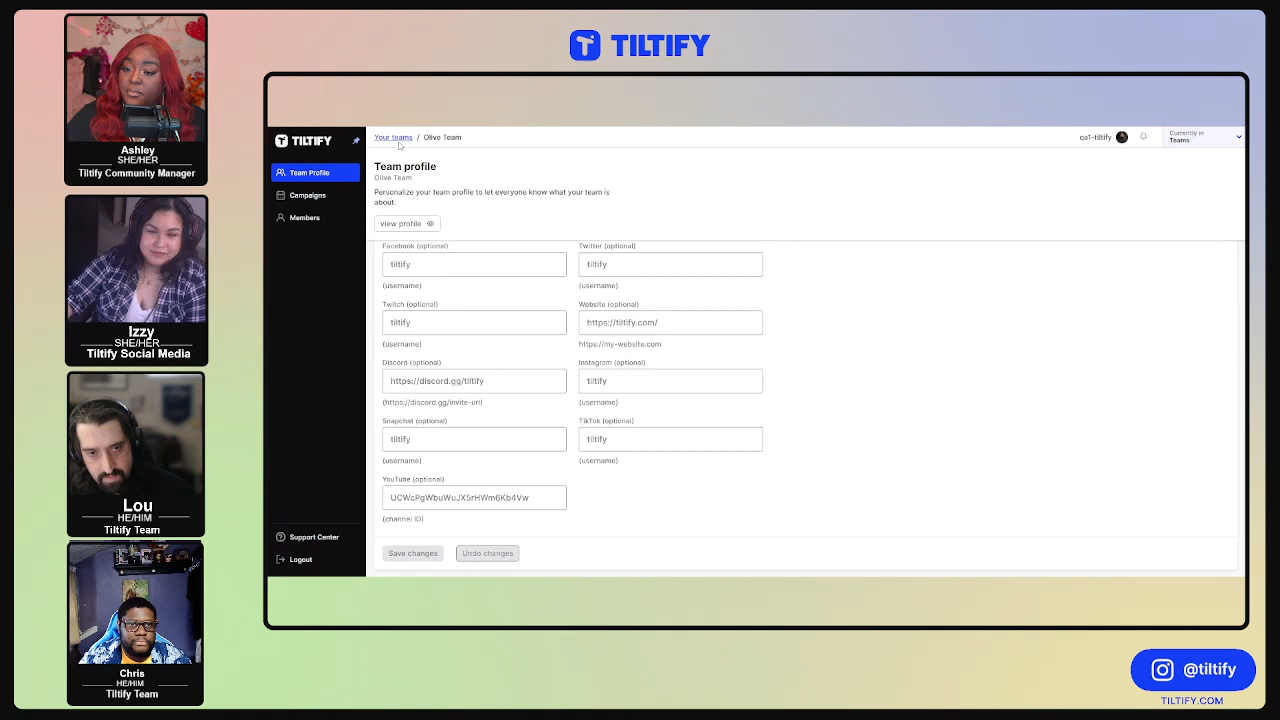 TILTIFY
Ashley
SHE/HER
Tiltify Community Manager
Izzy
SHE/HER
Tiltify Social Media
Lou
HE/HIM
Tiltify Team
Chris
HE/HIM
Tiltify Team
TILTIFY
Team Profile
Campaigns
Members
Support Center
Logout
Your teams / Olive Team
qa1-tiltify
Currently in
Teams
Team profile
Olive Team
Personalize your team profile to let everyone know what your team is
about.
view profile
Facebook (optional) Twitter (optional)
tiltify tiltify
(username) (username)
Twitch (optional) Website (optional)
tiltify https://tiltify.com/
(username) https://my-website.com
Discord (optional) Instagram (optional)
https://discord.gg/tiltify tiltify
(https://discord.gg/invite-url) (username)
Snapchat (optional) TikTok (optional)
tiltify tiltify
(username) (username)
YouTube (optional)
UCWcPgWbuWuJX5rHWm6Kb4Vw
(channel ID)
Save changes Undo changes
@tiltify
TILTIFY.COM